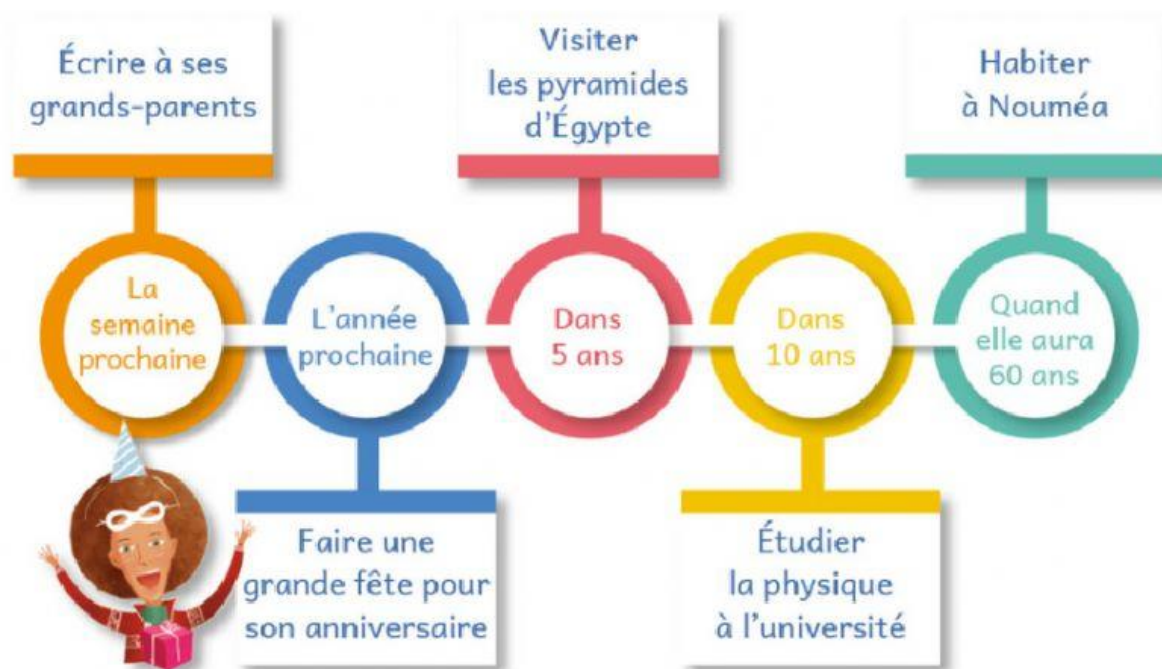 Écrire à ses
grands-parents
Visiter
les pyramides
d'Égypte
Habiter
à Nouméa
La
semaine
prochaine
L'année
prochaine
Dans
5 ans
Dans
10 ans
Quand
elle aura
60 ans
Faire une
grande fête pour
son anniversaire
Étudier
la physique
à l'université